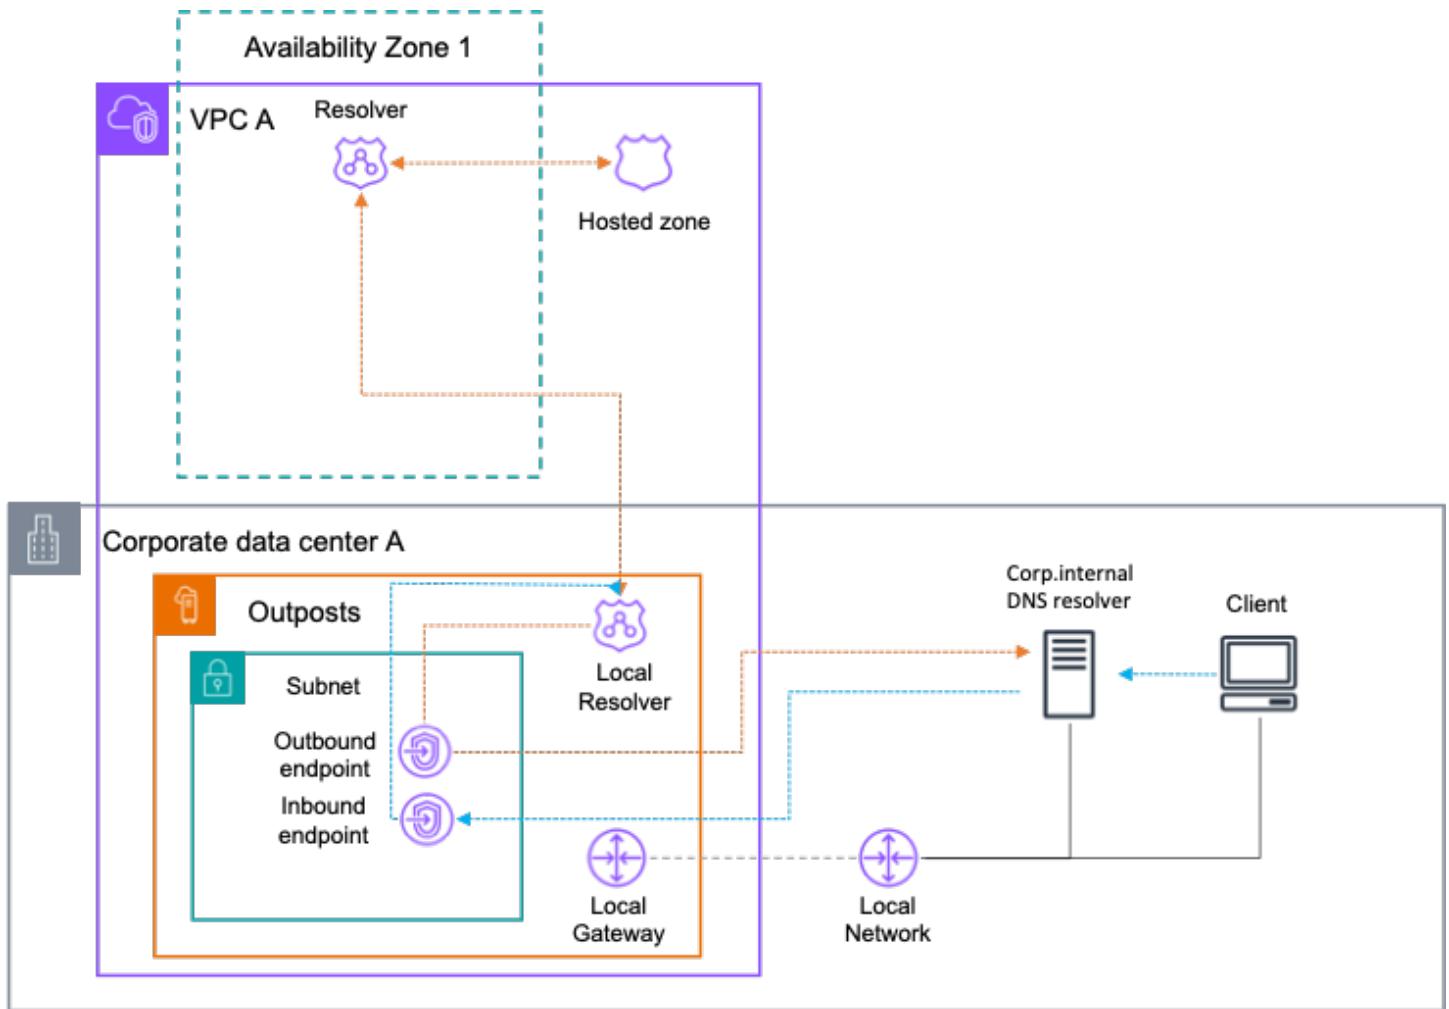 Availability Zone 1
VPC A
Resolver
Hosted zone
Corporate data center A
Outposts
Local
Resolver
Subnet
Outbound
endpoint
Inbound
endpoint
Local
Gateway
Local
Network
Corp.internal
DNS resolver
Client